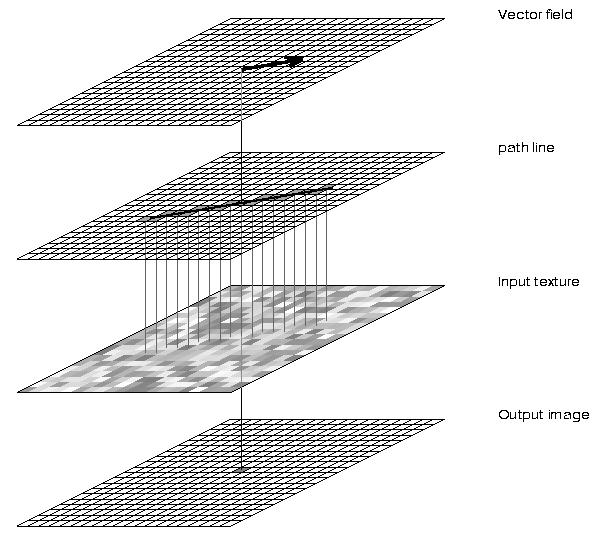 Vector field
path line
Input texture
Output image